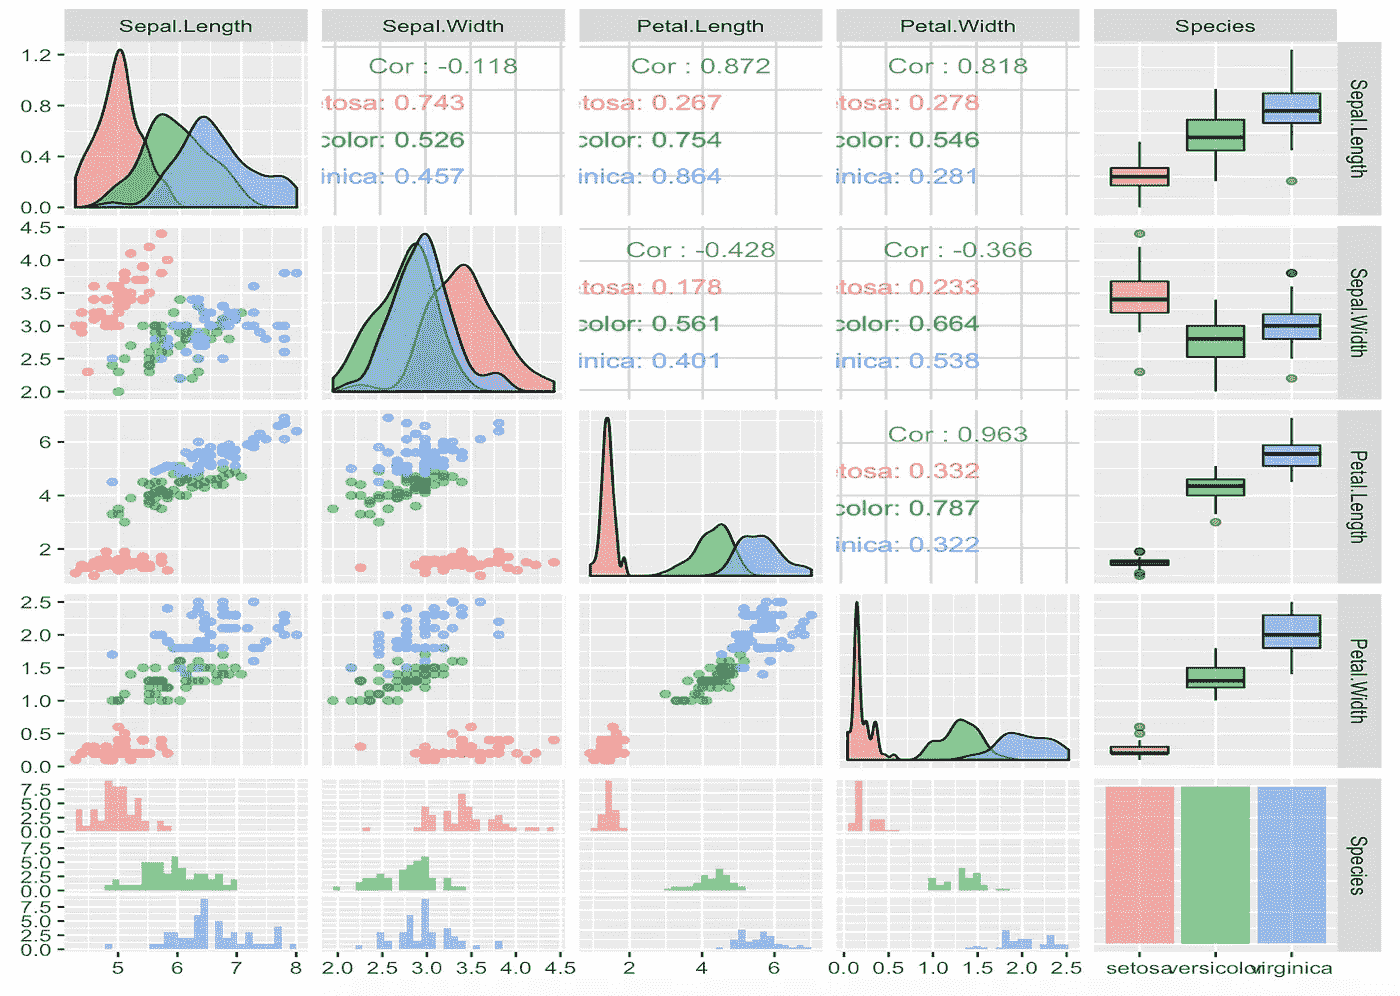 Sepal.Length Sepal.Width Petal.Length Petal.Width Species
1.2
0.8
0.4
0.0
Cor : -0.118
etosa: 0.743
color: 0.526
inica: 0.457
Cor : 0.872
etosa: 0.267
color: 0.754
inica: 0.864
Cor : 0.818
etosa: 0.278
color: 0.546
inica: 0.281
Sepal.Length
4.5
4.0
3.5
3.0
2.5
2.0
Cor : -0.428
etosa: 0.178
color: 0.561
inica: 0.401
Cor : -0.366
etosa: 0.233
color: 0.664
inica: 0.538
Sepal.Width
6
4
2
Cor : 0.963
etosa: 0.332
color: 0.787
inica: 0.322
Petal.Length
2.5
2.0
1.5
1.0
0.5
0.0
Petal.Width
7.5
5.0
2.5
0.0
7.5
5.0
2.5
0.0
7.5
5.0
2.5
0.0
Species
5 6 7 8 2.0 2.5 3.0 3.5 4.0 4.5 2 4 6 0.0 0.5 1.0 1.5 2.0 2.5 setosa versicolor virginica